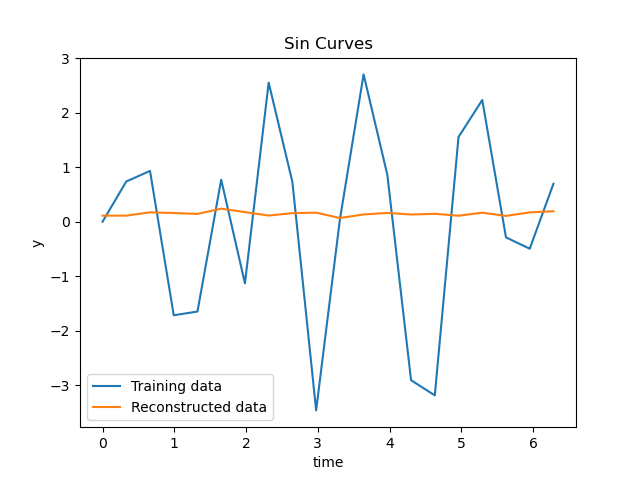 Sin Curves
3
2
1
0
−1
−2
−3
y
Training data
Reconstructed data
0 1 2 3 4 5 6
time